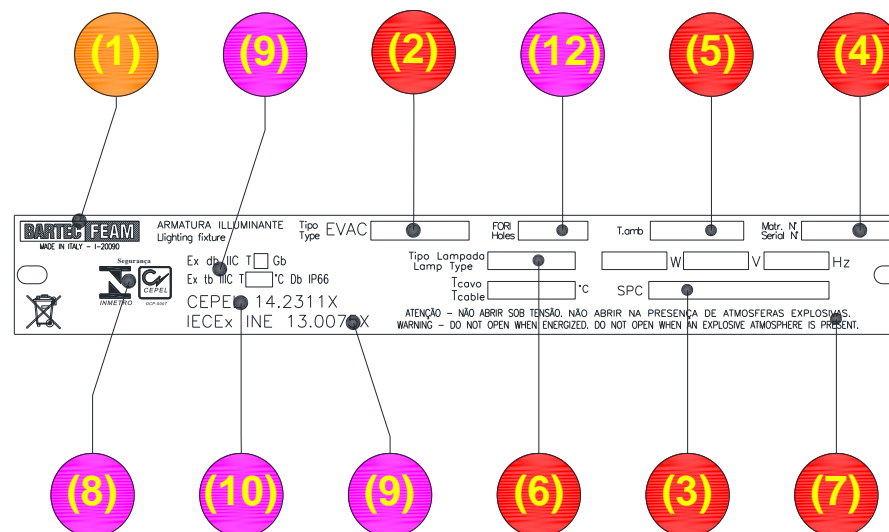 (1) (9) (2) (12) (5) (4)
BARTEC FEAM
MADE IN ITALY - I-20090
ARMATURA ILLUMINANTE
Llighting fixture
Tipo
Type EVAC
FORI
Holes
T.amb
Matr. N°
Serial N°
Segurança
INMETRO
CEPEL
OCP-0007
Ex db IIC T Gb
Ex tb IIC T °C Db IP66
CEPEL 14.2311X
IECEx INE 13.007 X
Tipo Lampada
Lamp Type
W V Hz
Tcavo
Tcable °C
SPC
ATENÇÃO - NÃO ABRIR SOB TENSÃO, NÃO ABRIR NA PRESENÇA DE ATMOSFERAS EXPLOSIVAS.
WARNING - DO NOT OPEN WHEN ENERGIZED, DO NOT OPEN WHEN AN EXPLOSIVE ATMOSPHERE IS PRESENT.
(8) (10) (9) (6) (3) (7)